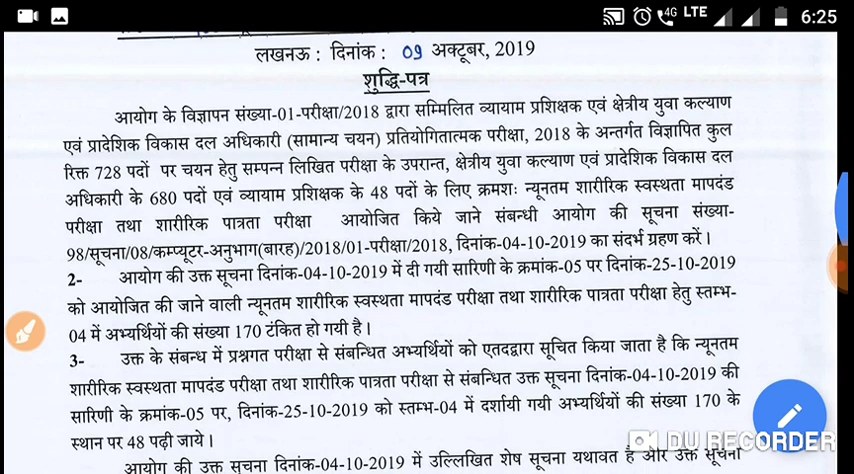 4G LTE 6:25
लखनऊ : दिनांक : 09 अक्टूबर, 2019
शुद्धि-पत्र
आयोग के विज्ञापन संख्या-01-परीक्षा/2018 द्वारा सम्मिलित व्यायाम प्रशिक्षक एवं क्षेत्रीय युवा कल्याण
एवं प्रादेशिक विकास दल अधिकारी (सामान्य चयन) प्रतियोगितात्मक परीक्षा, 2018 के अन्तर्गत विज्ञापित कुल
रिक्त 728 पदों पर चयन हेतु सम्पन्न लिखित परीक्षा के उपरान्त, क्षेत्रीय युवा कल्याण एवं प्रादेशिक विकास दल
अधिकारी के 680 पदों एवं व्यायाम प्रशिक्षक के 48 पदों के लिए क्रमशः न्यूनतम शारीरिक स्वस्थता मापदंड
परीक्षा तथा शारीरिक पात्रता परीक्षा आयोजित किये जाने संबन्धी आयोग की सूचना संख्या-
98/सूचना/08/कम्प्यूटर-अनुभाग(बारह)/2018/01-परीक्षा/2018, दिनांक-04-10-2019 का संदर्भ ग्रहण करें।
2- आयोग की उक्त सूचना दिनांक-04-10-2019 में दी गयी सारिणी के क्रमांक-05 पर दिनांक-25-10-2019
को आयोजित की जाने वाली न्यूनतम शारीरिक स्वस्थता मापदंड परीक्षा तथा शारीरिक पात्रता परीक्षा हेतु स्तम्भ-
04 में अभ्यर्थियों की संख्या 170 टंकित हो गयी है।
3- उक्त के संबन्ध में प्रश्नगत परीक्षा से संबन्धित अभ्यर्थियों को एतदद्वारा सूचित किया जाता है कि न्यूनतम
शारीरिक स्वस्थता मापदंड परीक्षा तथा शारीरिक पात्रता परीक्षा से संबन्धित उक्त सूचना दिनांक-04-10-2019 की
सारिणी के क्रमांक-05 पर, दिनांक-25-10-2019 को स्तम्भ-04 में दर्शायी गयी अभ्यर्थियों की संख्या 170 के
स्थान पर 48 पढ़ी जाये।
DU RECORDER
आयोग की उक्त सूचना दिनांक-04-10-2019 में उल्लिखित शेष सूचना यथावत है और उक्त सूचना